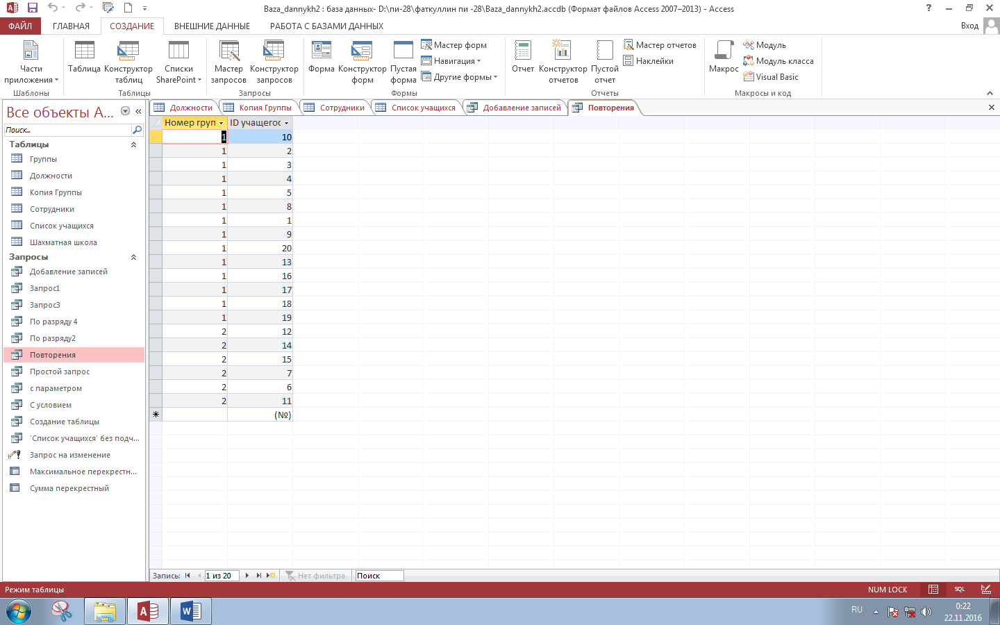 Baza_dannykh2 : база данных- D:\пи-28\фаткуллин пи -28\Baza_dannykh2.accdb (Формат файлов Access 2007–2013) - Access
ФАЙЛ ГЛАВНАЯ СОЗДАНИЕ ВНЕШНИЕ ДАННЫЕ РАБОТА С БАЗАМИ ДАННЫХ Вход
Части приложения
Шаблоны
Таблица
Конструктор таблиц
Списки SharePoint
Таблицы
Мастер запросов
Конструктор запросов
Запросы
Форма
Конструктор форм
Пустая форма
Мастер форм
Навигация
Другие формы
Формы
Отчет
Конструктор отчетов
Пустой отчет
Мастер отчетов
Наклейки
Отчеты
Макрос
Модуль
Модуль класса
Visual Basic
Макросы и код
Все объекты A...
Поиск...
Таблицы
Группы
Должности
Копия Группы
Сотрудники
Список учащихся
Шахматная школа
Запросы
Добавление записей
Запрос1
Запрос3
По разряду 4
По разряду2
Повторения
Простой запрос
с параметром
С условием
Создание таблицы
'Список учащихся' без подч...
Запрос на изменение
Максимальное перекрестн...
Сумма перекрестный
Должности Копия Группы Сотрудники Список учащихся Добавление записей Повторения
Номер груп ID учащегос
1 10
1 2
1 3
1 4
1 5
1 8
1 1
1 9
1 20
1 13
1 16
1 17
1 18
1 19
2 12
2 14
2 15
2 7
2 6
2 11
(№)
Запись: 1 из 20 Нет фильтра Поиск
Режим таблицы NUM LOCK SQL
RU 0:22
22.11.2016